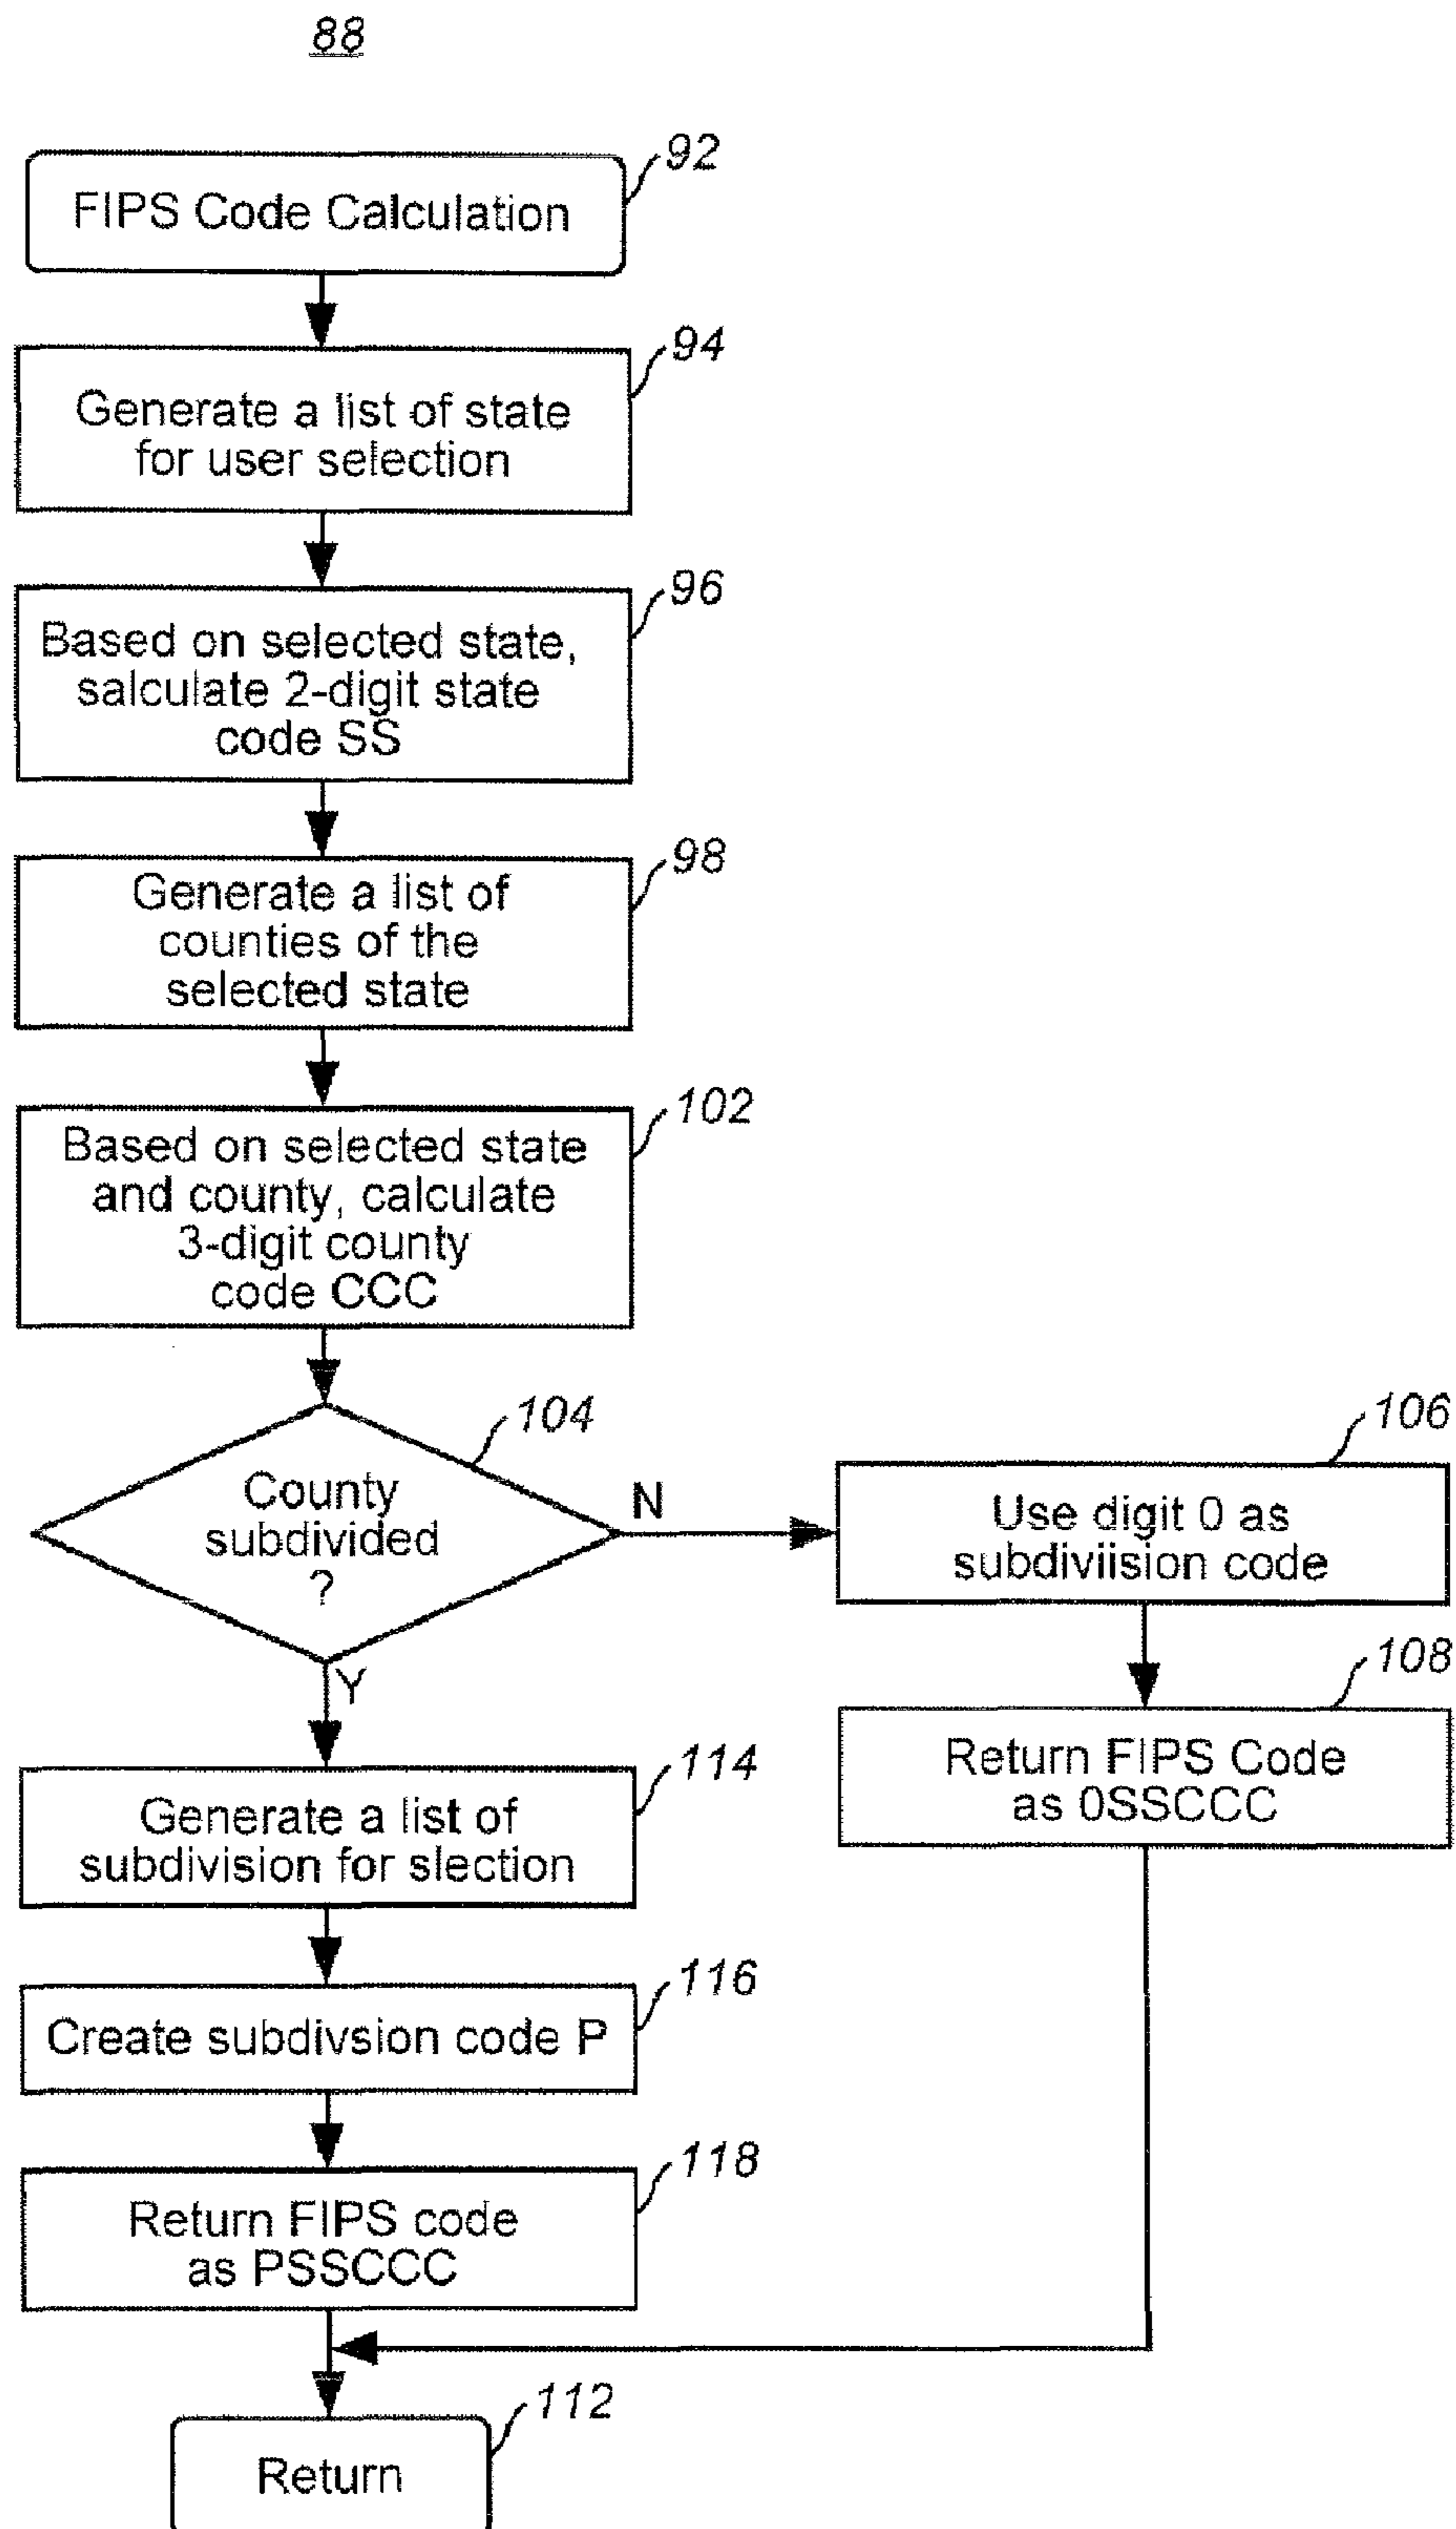 88
92
FIPS Code Calculation
94
Generate a list of state
for user selection
96
Based on selected state,
salculate 2-digit state
code SS
98
Generate a list of
counties of the
selected state
102
Based on selected state
and county, calculate
3-digit county
code CCC
104
County
subdivided
?
N
Y
106
Use digit 0 as
subdiviision code
108
Return FIPS Code
as 0SSCCC
114
Generate a list of
subdivision for slection
116
Create subdivsion code P
118
Return FIPS code
as PSSCCC
112
Return